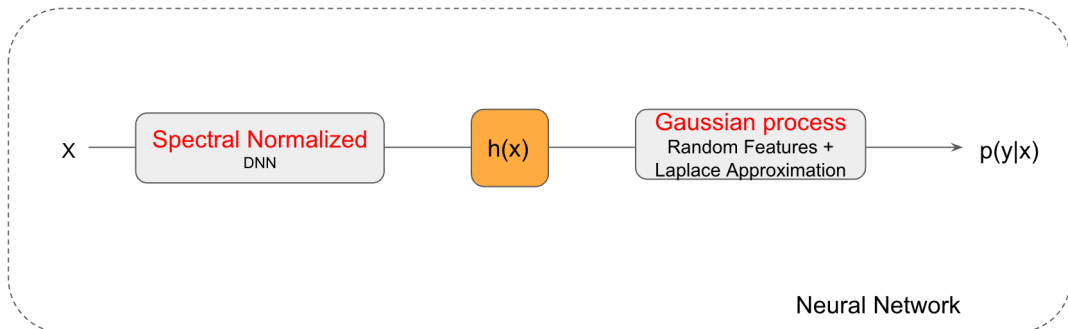 X
Spectral Normalized
DNN
h(x)
Gaussian process
Random Features +
Laplace Approximation
p(y|x)
Neural Network